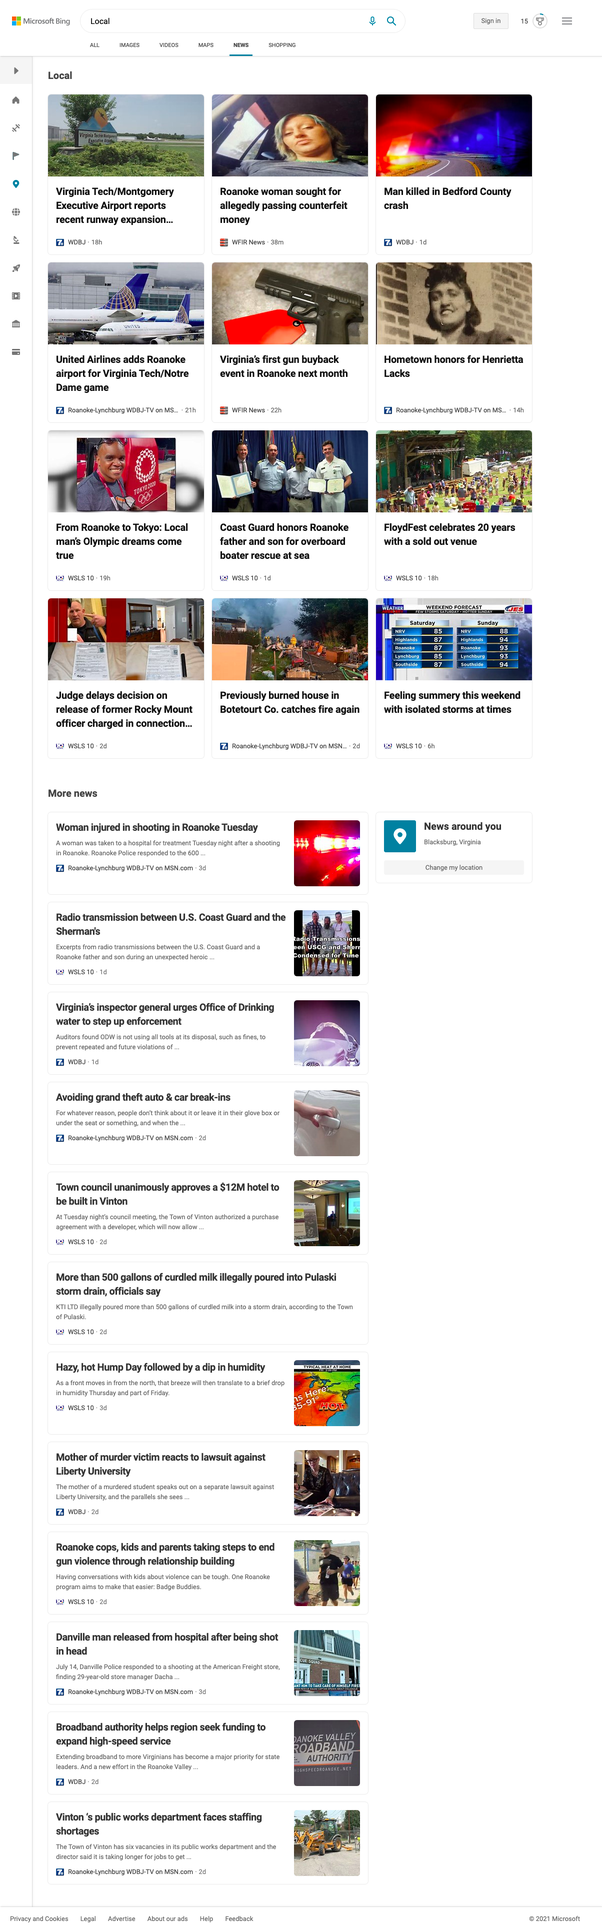 Microsoft Bing
Local
Sign in
15
ALL
IMAGES
VIDEOS
MAPS
NEWS
SHOPPING
Local
Virginia Tech/Montgomery
Executive Airport reports
recent runway expansion...
WDBJ · 18h
Roanoke woman sought for
allegedly passing counterfeit
money
WFIR News · 38m
Man killed in Bedford County
crash
WDBJ · 1d
UNITED
United Airlines adds Roanoke
airport for Virginia Tech/Notre
Dame game
Roanoke-Lynchburg WDBJ-TV on MS... · 21h
Virginia's first gun buyback
event in Roanoke next month
WFIR News · 22h
Hometown honors for Henrietta
Lacks
Roanoke-Lynchburg WDBJ-TV on MS... · 14h
TOKYO 2020
From Roanoke to Tokyo: Local
man's Olympic dreams come
true
WSLS 10 · 19h
Coast Guard honors Roanoke
father and son for overboard
boater rescue at sea
WSLS 10 · 1d
FloydFest celebrates 20 years
with a sold out venue
WSLS 10 · 18h
Judge delays decision on
release of former Rocky Mount
officer charged in connection...
WSLS 10 · 2d
Previously burned house in
Botetourt Co. catches fire again
Roanoke-Lynchburg WDBJ-TV on MSN... · 2d
WEATHER
WEEKEND FORECAST
Saturday
Sunday
NRV 85 NRV 88
Highlands 87 Highlands 94
Roanoke 87 Roanoke 94
Lynchburg 85 Lynchburg 93
Southside 87 Southside 94
Feeling summery this weekend
with isolated storms at times
WSLS 10 · 6h
More news
Woman injured in shooting in Roanoke Tuesday
A woman was taken to a hospital for treatment Tuesday night after a shooting
in Roanoke. Roanoke Police responded to the 600 ...
Roanoke-Lynchburg WDBJ-TV on MSN.com · 3d
News around you
Blacksburg, Virginia
Change my location
Radio transmission between U.S. Coast Guard and the
Sherman's
Excerpts from radio transmissions between the U.S. Coast Guard and a
Roanoke father and son during an unexpected heroic ...
WSLS 10 · 1d
Radio Transmissions
een USCG and Sherr
Condensed for Time
Virginia's inspector general urges Office of Drinking
water to step up enforcement
Auditors found ODW is not using all tools at its disposal, such as fines, to
prevent repeated and future violations of ...
WDBJ · 1d
Avoiding grand theft auto & car break-ins
For whatever reason, people don't think about it or leave it in their glove box or
under the seat or something, and when the ...
Roanoke-Lynchburg WDBJ-TV on MSN.com · 2d
Town council unanimously approves a $12M hotel to
be built in Vinton
At Tuesday night's council meeting, the Town of Vinton authorized a purchase
agreement with a developer, which will now allow ...
WSLS 10 · 2d
More than 500 gallons of curdled milk illegally poured into Pulaski
storm drain, officials say
KTI LTD illegally poured more than 500 gallons of curdled milk into a storm drain, according to the Town
of Pulaski.
WSLS 10 · 2d
Hazy, hot Hump Day followed by a dip in humidity
As a front moves in from the north, that breeze will then translate to a brief drop
in humidity Thursday and part of Friday.
WSLS 10 · 3d
TYPICAL HEAT AT HOME
ns Here
85-91°
HOT
Mother of murder victim reacts to lawsuit against
Liberty University
The mother of a murdered student speaks out on a separate lawsuit against
Liberty University, and the parallels she sees ...
WDBJ · 2d
Roanoke cops, kids and parents taking steps to end
gun violence through relationship building
Having conversations with kids about violence can be tough. One Roanoke
program aims to make that easier: Badge Buddies.
WSLS 10 · 2d
Danville man released from hospital after being shot
in head
July 14, Danville Police responded to a shooting at the American Freight store,
finding 29-year-old store manager Dacha ...
Roanoke-Lynchburg WDBJ-TV on MSN.com · 3d
Broadband authority helps region seek funding to
expand high-speed service
Extending broadband to more Virginians has become a major priority for state
leaders. And a new effort in the Roanoke Valley ...
WDBJ · 2d
OANOKE VALLEY
ROADBAND
AUTHORITY
Vinton 's public works department faces staffing
shortages
The Town of Vinton has six vacancies in its public works department and the
director said it is taking longer for jobs to get ...
Roanoke-Lynchburg WDBJ-TV on MSN.com · 2d
Privacy and Cookies
Legal
Advertise
About our ads
Help
Feedback
© 2021 Microsoft